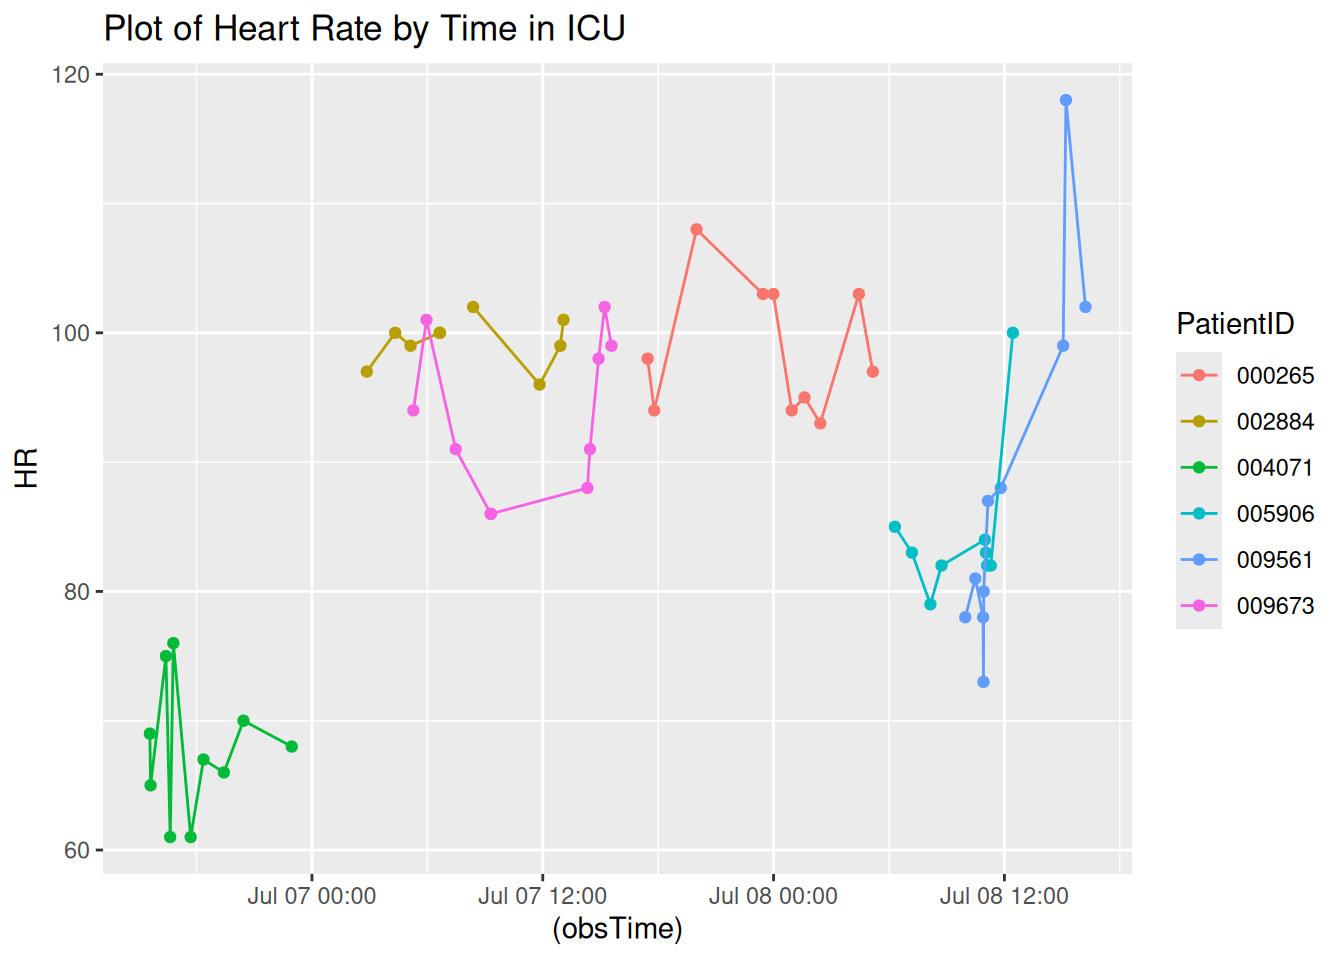 Plot of Heart Rate by Time in ICU
120
100
80
60
HR
Jul 07 00:00
Jul 07 12:00
Jul 08 00:00
Jul 08 12:00
(obsTime)
PatientID
000265
002884
004071
005906
009561
009673